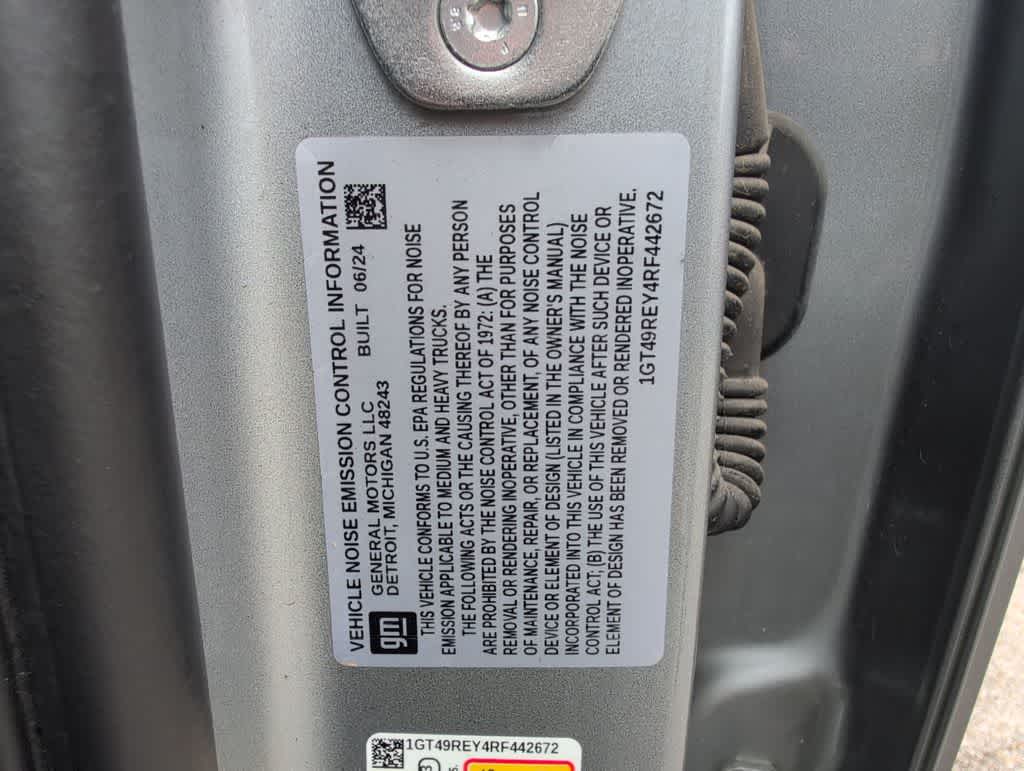 VEHICLE NOISE EMISSION CONTROL INFORMATION
GENERAL MOTORS LLC BUILT 06/24
DETROIT, MICHIGAN 48243
gm
THIS VEHICLE CONFORMS TO U.S. EPA REGULATIONS FOR NOISE
EMISSION APPLICABLE TO MEDIUM AND HEAVY TRUCKS.
THE FOLLOWING ACTS OR THE CAUSING THEREOF BY ANY PERSON
ARE PROHIBITED BY THE NOISE CONTROL ACT OF 1972: (A) THE
REMOVAL OR RENDERING INOPERATIVE, OTHER THAN FOR PURPOSES
OF MAINTENANCE, REPAIR, OR REPLACEMENT, OF ANY NOISE CONTROL
DEVICE OR ELEMENT OF DESIGN (LISTED IN THE OWNER'S MANUAL)
INCORPORATED INTO THIS VEHICLE IN COMPLIANCE WITH THE NOISE
CONTROL ACT; (B) THE USE OF THIS VEHICLE AFTER SUCH DEVICE OR
ELEMENT OF DESIGN HAS BEEN REMOVED OR RENDERED INOPERATIVE.
1GT49REY4RF442672
1GT49REY4RF442672